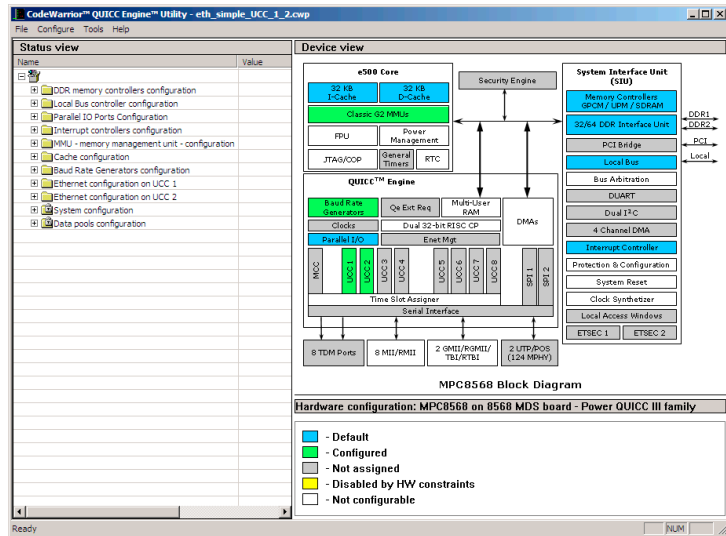 CodeWarrior™ QUICC Engine™ Utility - eth_simple_UCC_1_2.cwp
File Configure Tools Help
Status view
Name Value
DDR memory controllers configuration
Local Bus controller configuration
Parallel IO Ports Configuration
Interrupt controllers configuration
MMU - memory management unit - configuration
Cache configuration
Baud Rate Generators configuration
Ethernet configuration on UCC 1
Ethernet configuration on UCC 2
System configuration
Data pools configuration
Device view
e500 Core
32 KB
I-Cache
32 KB
D-Cache
Classic G2 MMUs
FPU
Power
Management
JTAG/COP
General
Timers
RTC
Security Engine
QUICC™ Engine
Baud Rate
Generators
Qe Ext Req
Multi-User
RAM
DMAs
Clocks
Dual 32-bit RISC CP
Parallel I/O
Enet Mgt
MCC
UCC 1
UCC 2
UCC 3
UCC 4
UCC 5
UCC 6
UCC 7
UCC 8
SPI 1
SPI 2
Time Slot Assigner
Serial Interface
8 TDM Ports
8 MII/RMII
2 GMII/RGMII/
TBI/RTBI
2 UTP/POS
(124 MPHY)
System Interface Unit
(SIU)
Memory Controllers
GPCM / UPM / SDRAM
32/64 DDR Interface Unit
PCI Bridge
Local Bus
Bus Arbitration
DUART
Dual I²C
4 Channel DMA
Interrupt Controller
Protection & Configuration
System Reset
Clock Synthetizer
Local Access Windows
ETSEC 1
ETSEC 2
DDR1
DDR2
PCI
Local
MPC8568 Block Diagram
Hardware configuration: MPC8568 on 8568 MDS board - Power QUICC III family
- Default
- Configured
- Not assigned
- Disabled by HW constraints
- Not configurable
Ready
NUM